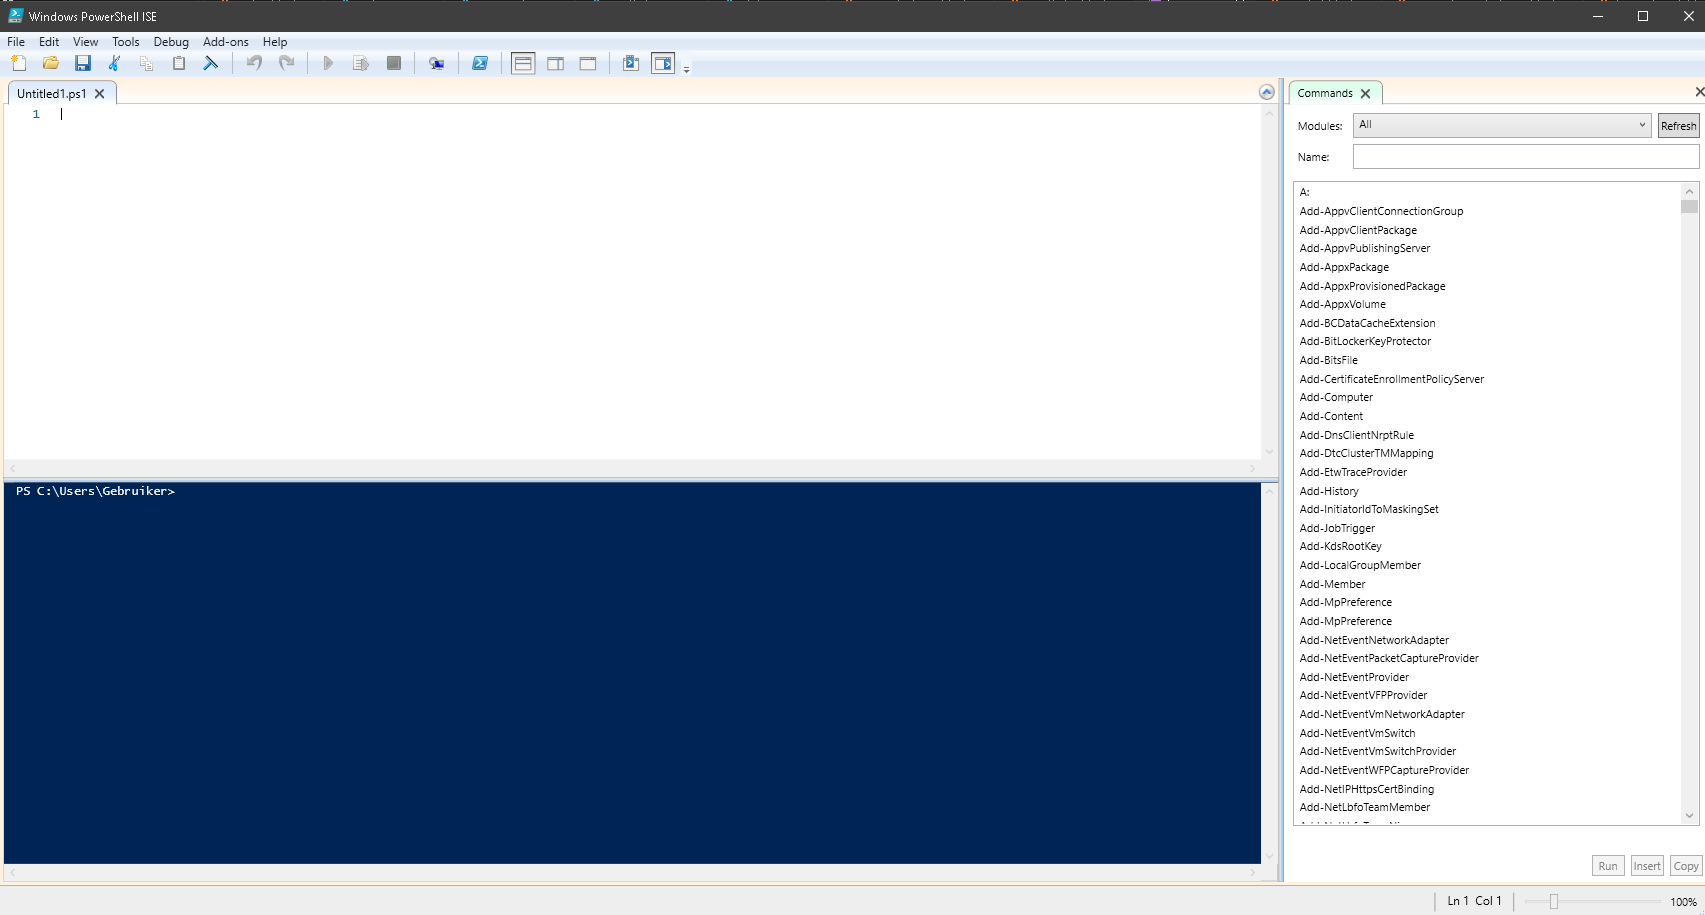 Windows PowerShell ISE
File Edit View Tools Debug Add-ons Help
Untitled1.ps1
1
PS C:\Users\Gebruiker>
Commands
Modules: All Refresh
Name:
A:
Add-AppvClientConnectionGroup
Add-AppvClientPackage
Add-AppvPublishingServer
Add-AppxPackage
Add-AppxProvisionedPackage
Add-AppxVolume
Add-BCDataCacheExtension
Add-BitLockerKeyProtector
Add-BitsFile
Add-CertificateEnrollmentPolicyServer
Add-Computer
Add-Content
Add-DnsClientNrptRule
Add-DtcClusterTMMapping
Add-EtwTraceProvider
Add-History
Add-InitiatorIdToMaskingSet
Add-JobTrigger
Add-KdsRootKey
Add-LocalGroupMember
Add-Member
Add-MpPreference
Add-MpPreference
Add-NetEventNetworkAdapter
Add-NetEventPacketCaptureProvider
Add-NetEventProvider
Add-NetEventVFPProvider
Add-NetEventVmNetworkAdapter
Add-NetEventVmSwitch
Add-NetEventVmSwitchProvider
Add-NetEventWFPCaptureProvider
Add-NetIPHttpsCertBinding
Add-NetLbfoTeamMember
Run Insert Copy
Ln 1 Col 1 100%